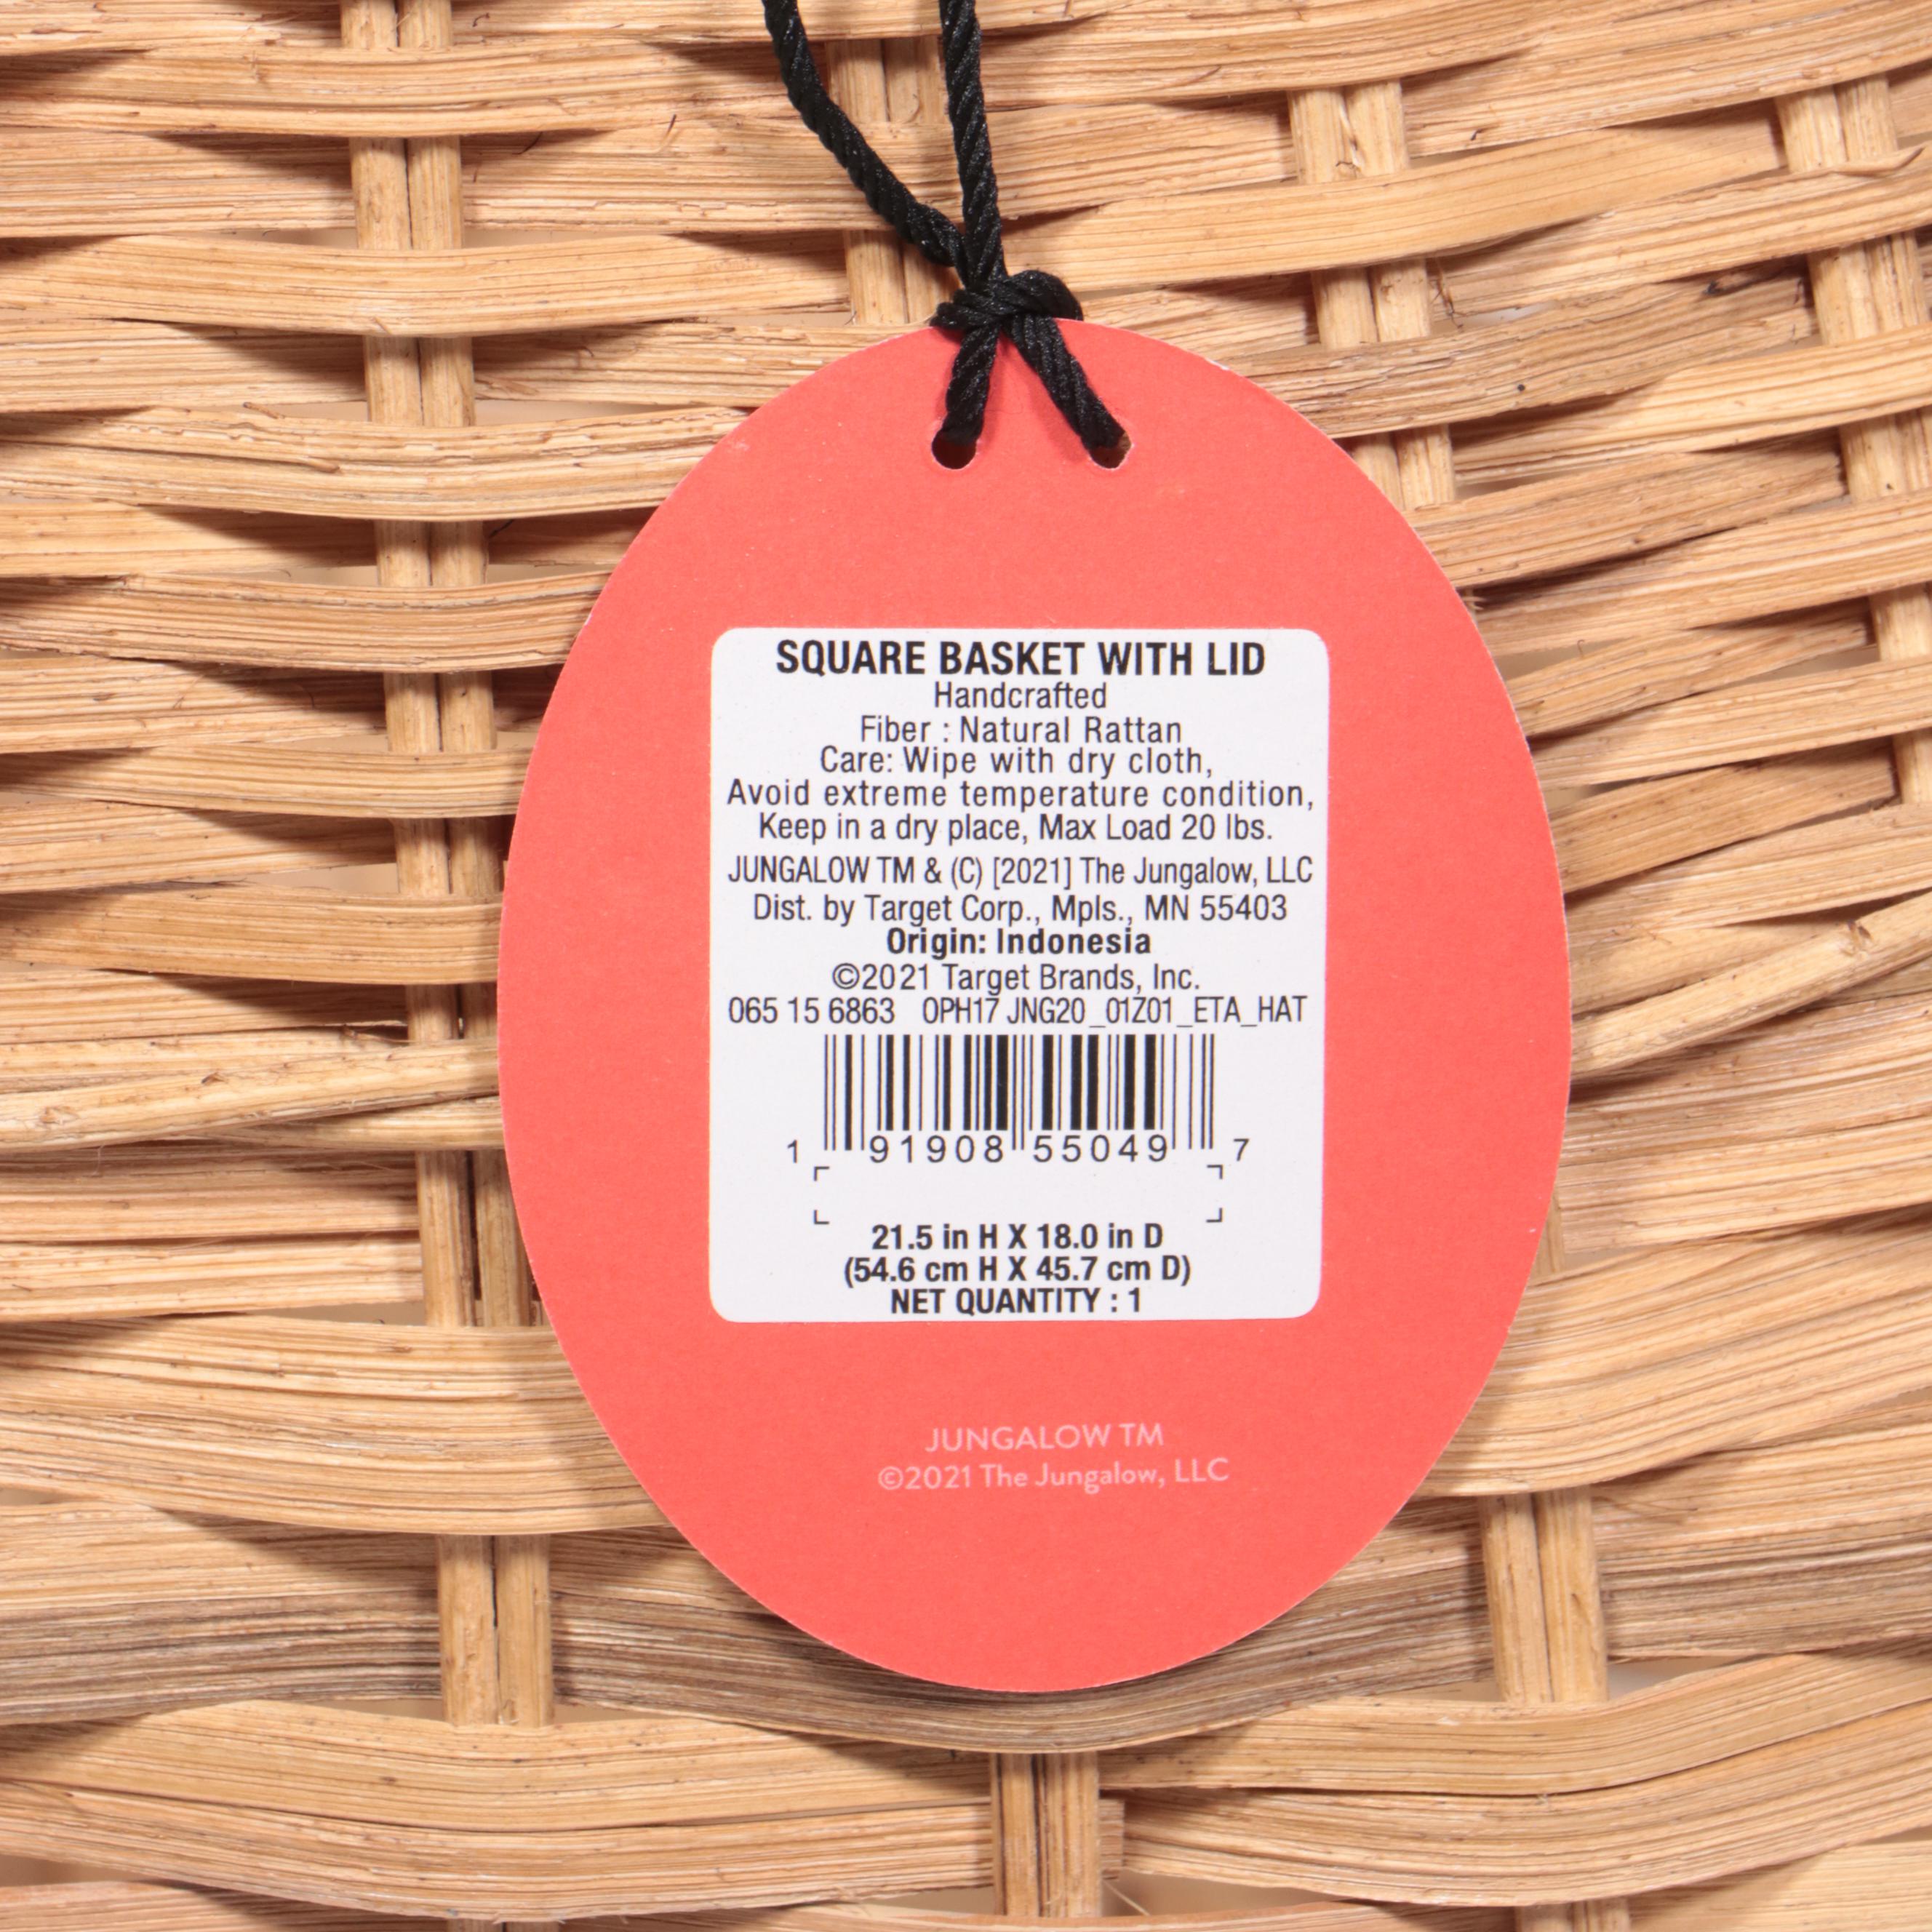 SQUARE BASKET WITH LID
Handcrafted
Fiber : Natural Rattan
Care: Wipe with dry cloth,
Avoid extreme temperature condition,
Keep in a dry place, Max Load 20 lbs.
JUNGALOW TM & (C) [2021] The Jungalow, LLC
Dist. by Target Corp., Mpls., MN 55403
Origin: Indonesia
©2021 Target Brands, Inc.
065 15 6863 OPH17 JNG20_01Z01_ETA_HAT
1 91908 55049 7
21.5 in H X 18.0 in D
(54.6 cm H X 45.7 cm D)
NET QUANTITY : 1
JUNGALOW TM
©2021 The Jungalow, LLC